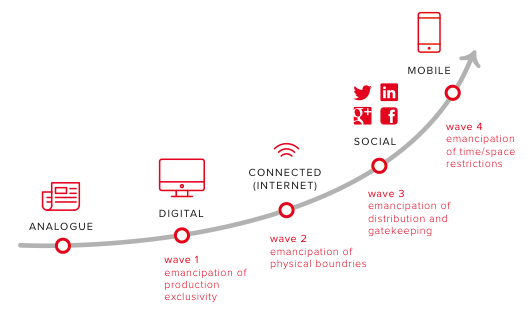 MOBILE
SOCIAL
CONNECTED
(INTERNET)
DIGITAL
ANALOGUE
wave 1
emancipation of
production
exclusivity
wave 2
emancipation of
physical boundries
wave 3
emancipation of
distribution and
gatekeeping
wave 4
emancipation
of time/space
restrictions
in
g+
f